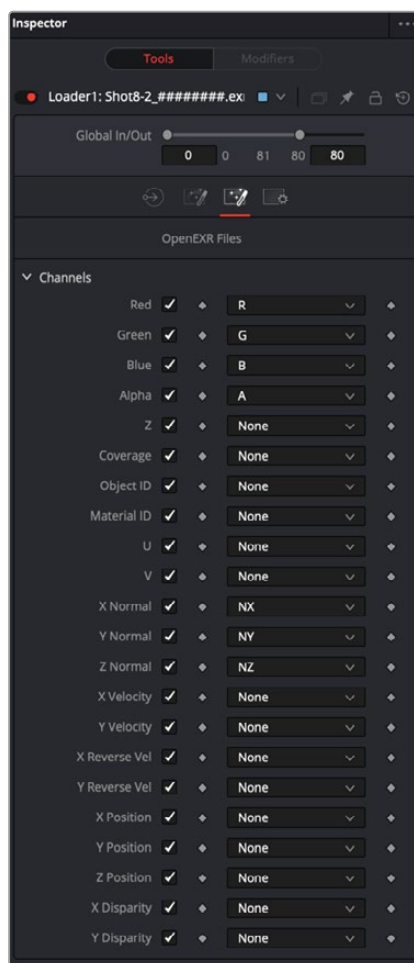 Inspector
Tools Modifiers
Loader1: Shot8-2_########.ex
Global In/Out
0 0 81 80 80
OpenEXR Files
Channels
Red R
Green G
Blue B
Alpha A
Z None
Coverage None
Object ID None
Material ID None
U None
V None
X Normal NX
Y Normal NY
Z Normal NZ
X Velocity None
Y Velocity None
X Reverse Vel None
Y Reverse Vel None
X Position None
Y Position None
Z Position None
X Disparity None
Y Disparity None